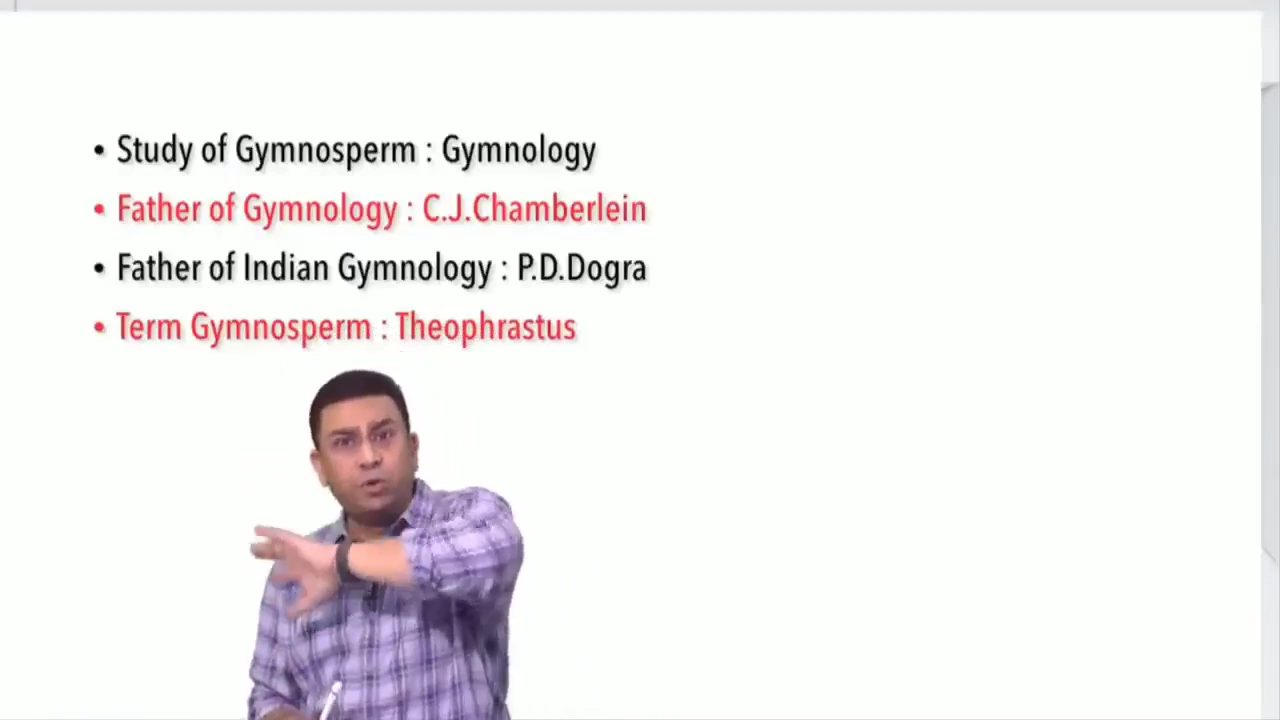 • Study of Gymnosperm : Gymnology
• Father of Gymnology : C.J.Chamberlein
• Father of Indian Gymnology : P.D.Dogra
• Term Gymnosperm : Theophrastus